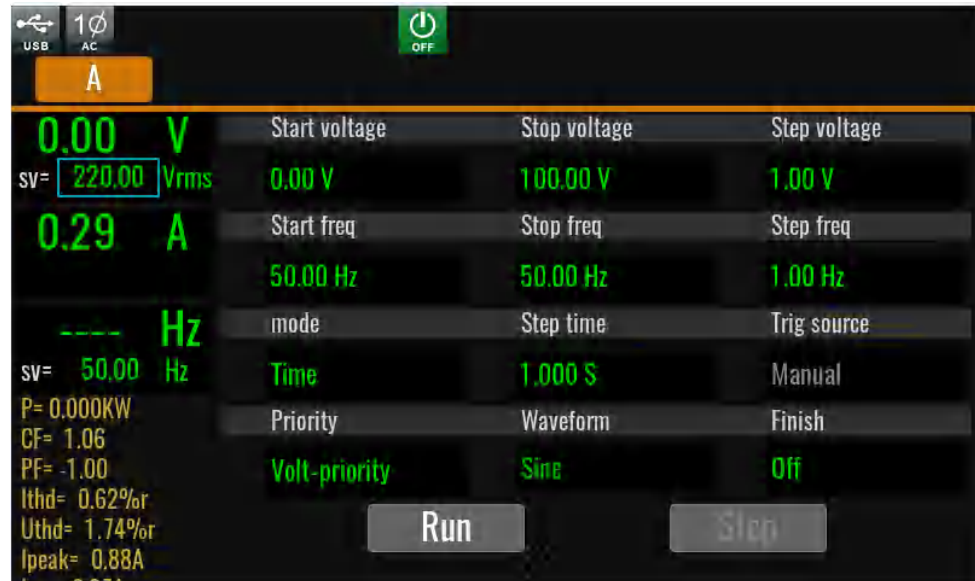 USB
1Ø
AC
OFF
A
0.00 V
sv= 220.00 Vrms
0.29 A
---- Hz
sv= 50.00 Hz
P= 0.000KW
CF= 1.06
PF= -1.00
Ithd= 0.62%r
Uthd= 1.74%r
Ipeak= 0.88A
Start voltage Stop voltage Step voltage
0.00 V 100.00 V 1.00 V
Start freq Stop freq Step freq
50.00 Hz 50.00 Hz 1.00 Hz
mode Step time Trig source
Time 1.000 S Manual
Priority Waveform Finish
Volt-priority Sine Off
Run